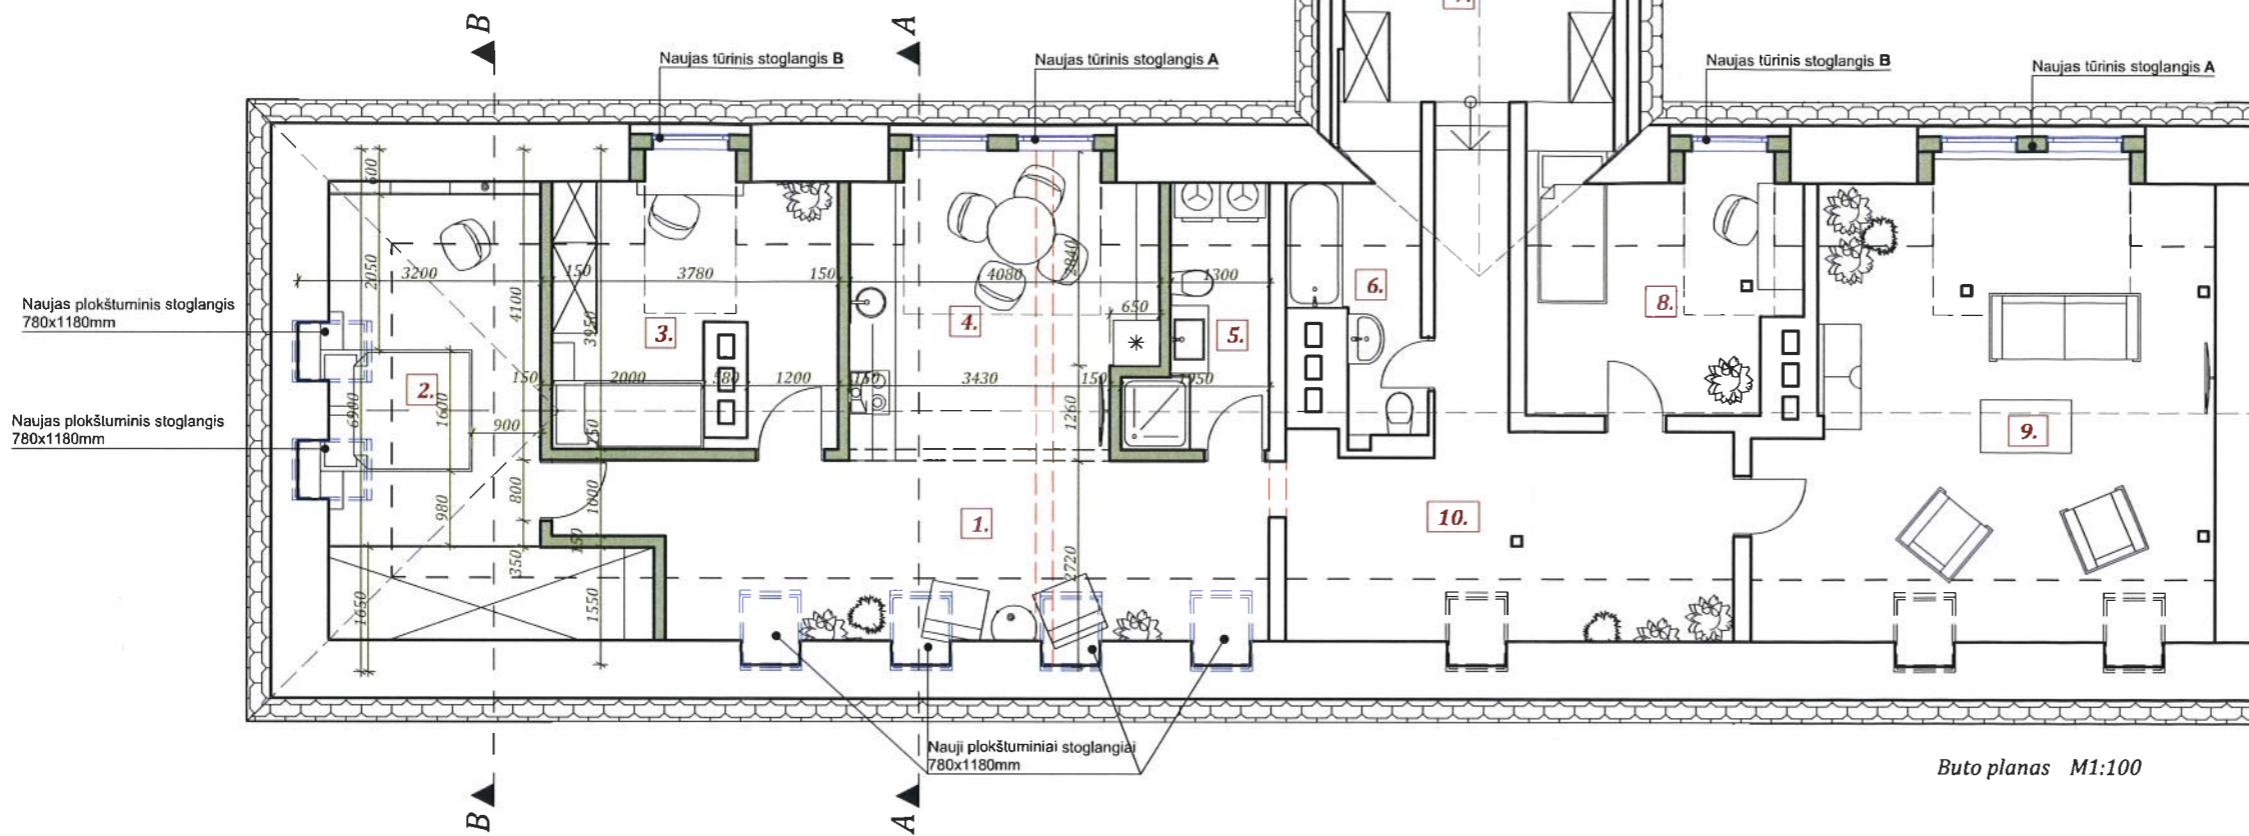 B
A
Naujas tūrinis stoglangis B
Naujas tūrinis stoglangis A
Naujas tūrinis stoglangis B
Naujas tūrinis stoglangis A
Naujas plokštuminis stoglangis
780x1180mm
Naujas plokštuminis stoglangis
780x1180mm
600
2050
3200
4100
150
3780
150
4080
2840
1300
650
3950
2.
3.
4.
5.
6.
8.
9.
10.
1.
150
2000
580
1200
150
3430
150
1950
6900
1600
900
250
1260
980
800
1000
150
350
1650
1550
2720
Nauji plokštuminiai stoglangiai
780x1180mm
B
A
Buto planas M1:100